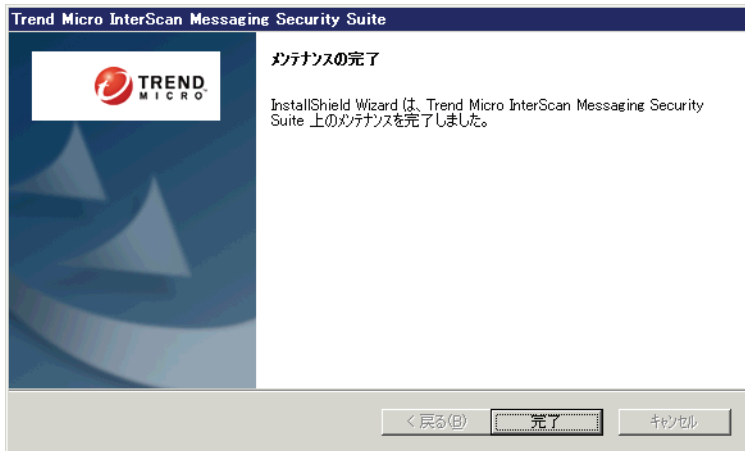 Trend Micro InterScan Messaging Security Suite
TREND
MICRO
メンテナンスの完了
InstallShield Wizard は、Trend Micro InterScan Messaging Security
Suite 上のメンテナンスを完了しました。
< 戻る(B)
完了
キャンセル